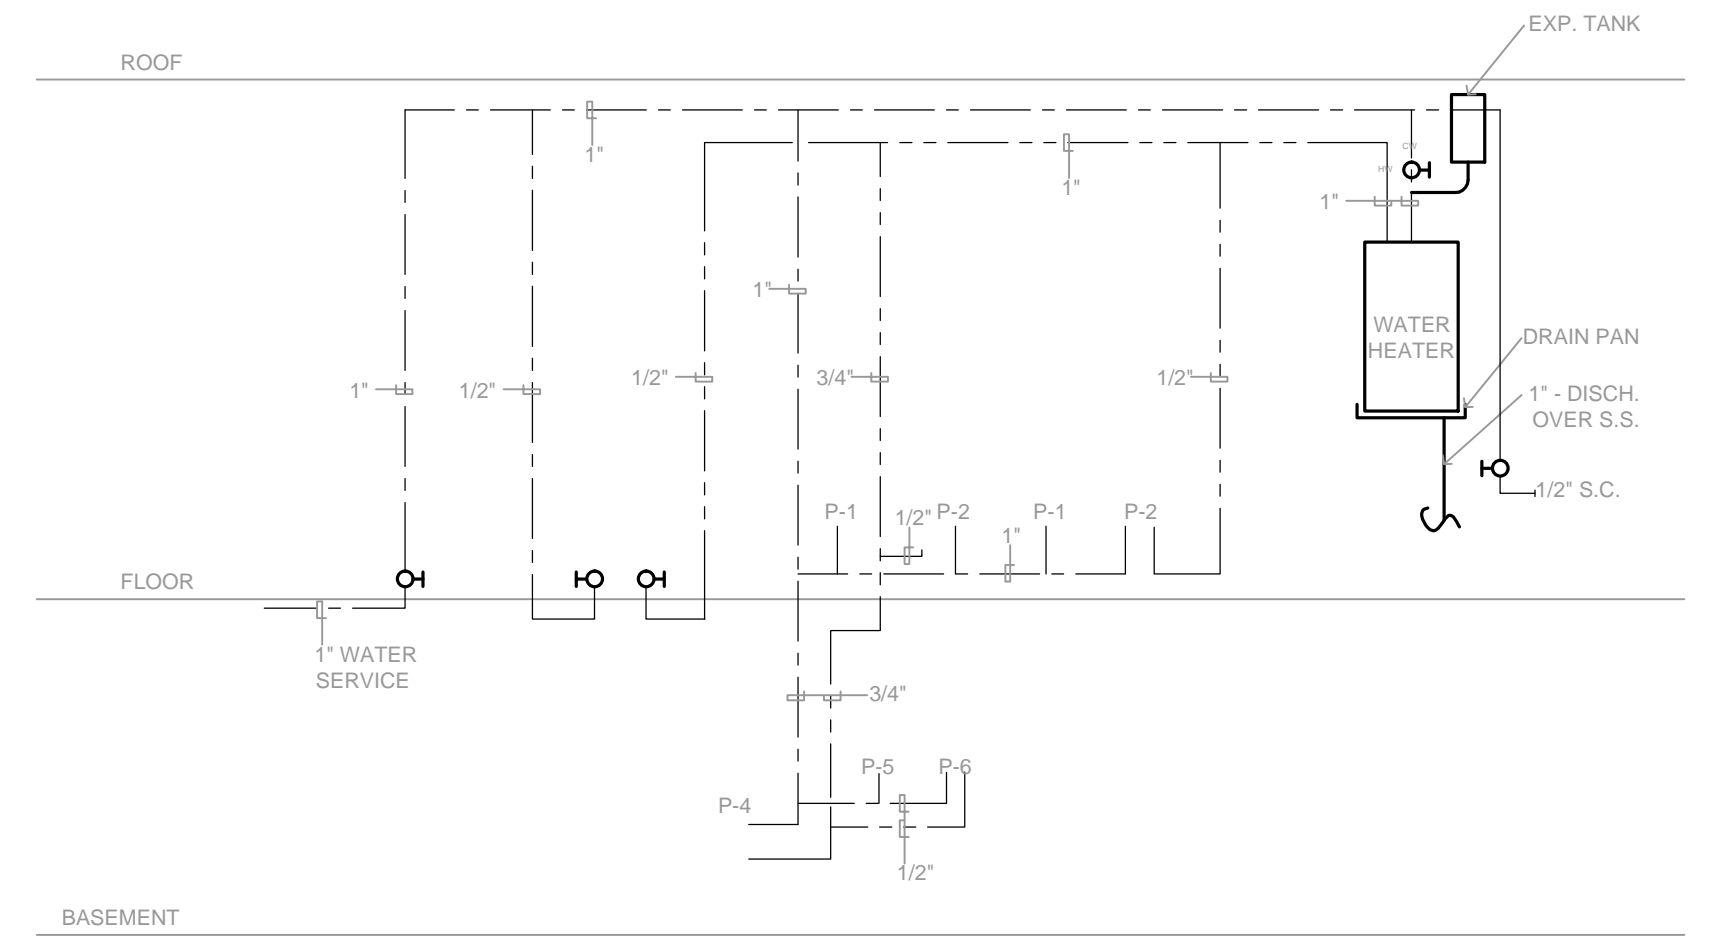 EXP. TANK
ROOF
1"
CW
HW
1"
1"
1"
WATER
HEATER
DRAIN PAN
1"
1/2"
1/2"
3/4"
1/2"
1" - DISCH.
OVER S.S.
1/2" S.C.
P-1
1/2"
P-2
1"
P-1
P-2
FLOOR
1" WATER
SERVICE
3/4"
P-5
P-6
P-4
1/2"
BASEMENT